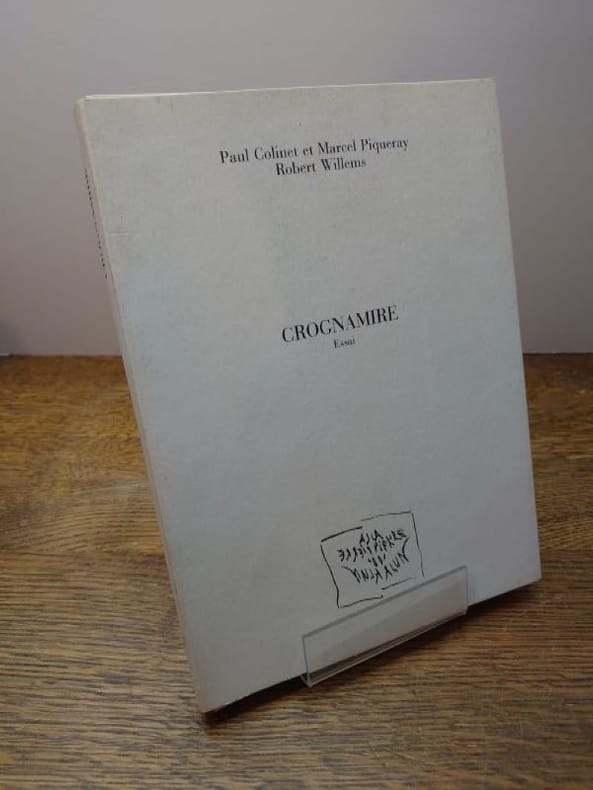 Paul Colinet et Marcel Piqueray
Robert Willems
CROGNAMIRE
Essai